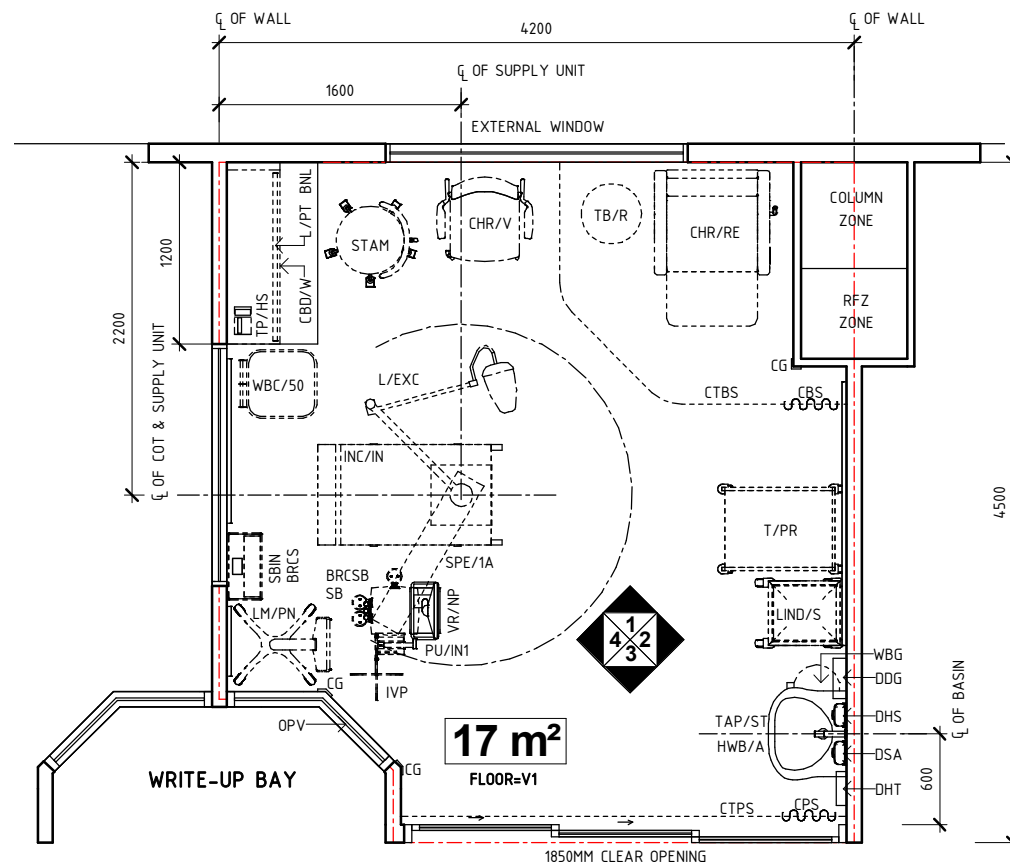 ℄ OF WALL
℄ OF WALL
4200
℄ OF SUPPLY UNIT
1600
EXTERNAL WINDOW
1200
2200
℄ OF COT & SUPPLY UNIT
L/PT BNL
CBD/W
TP/HS
STAM
CHR/V
TB/R
CHR/RE
COLUMN
ZONE
RFZ
ZONE
CG
WBC/50
L/EXC
CTBS
CBS
INC/IN
4500
T/PR
SPE/1A
SBIN
BRCS
BRCSB
SB
VR/NP
LM/PN
PU/IN1
IVP
CG
1
4 2
3
LIND/S
WBG
DDG
TAP/ST
HWB/A
DHS
DSA
DHT
℄ OF BASIN
600
OPV
17 m²
FLOOR=V1
WRITE-UP BAY
CG
CTPS
CPS
1850MM CLEAR OPENING